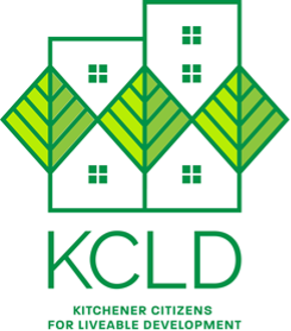 KCLD
KITCHENER CITIZENS
FOR LIVEABLE DEVELOPMENT